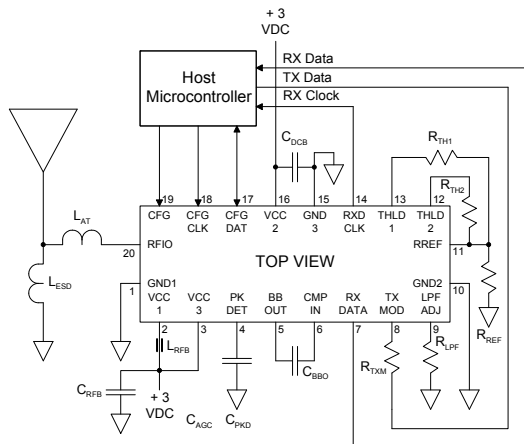 + 3
VDC
RX Data
TX Data
RX Clock
Host
Microcontroller
CDCB
RTH1
RTH2
19
18
17
16
15
14
13
12
CFG
CFG
CLK
CFG
DAT
VCC
2
GND
3
RXD
CLK
THLD
1
THLD
2
LAT
20
RFIO
RREF
11
TOP VIEW
LESD
1
GND1
GND2
10
RREF
VCC
1
VCC
3
PK
DET
BB
OUT
CMP
IN
RX
DATA
TX
MOD
LPF
ADJ
2
3
4
5
6
7
8
9
LRFB
CRFB
+ 3
VDC
CAGC
CPKD
CBBO
RTXM
RLPF